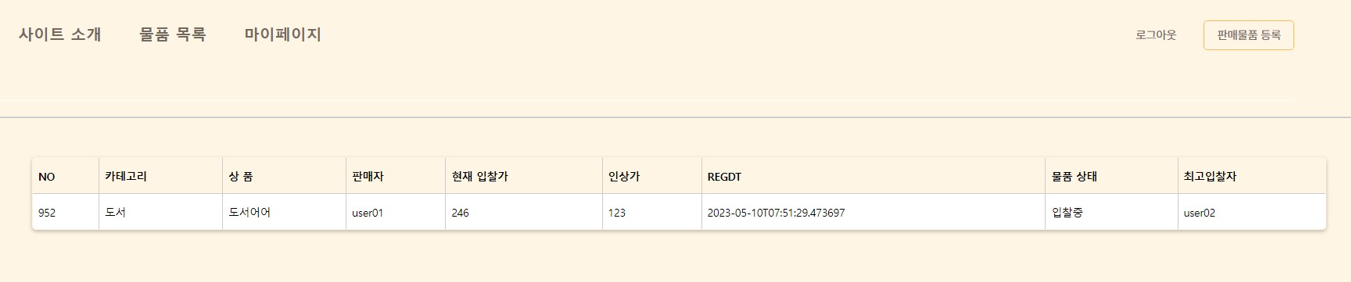 사이트 소개 물품 목록 마이페이지 로그아웃 판매물품 등록
NO 카테고리 상 품 판매자 현재 입찰가 인상가 REGDT 물품 상태 최고입찰자
952 도서 도서어어 user01 246 123 2023-05-10T07:51:29.473697 입찰중 user02